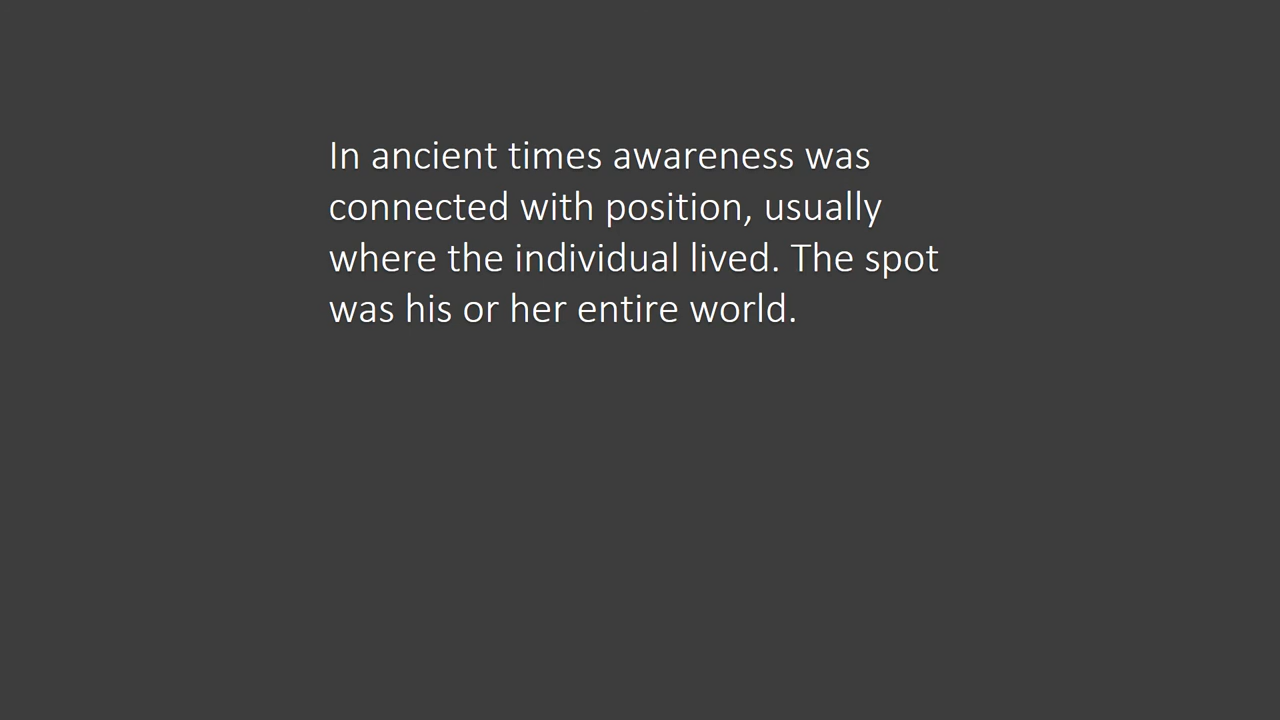 In ancient times awareness was
connected with position, usually
where the individual lived. The spot
was his or her entire world.